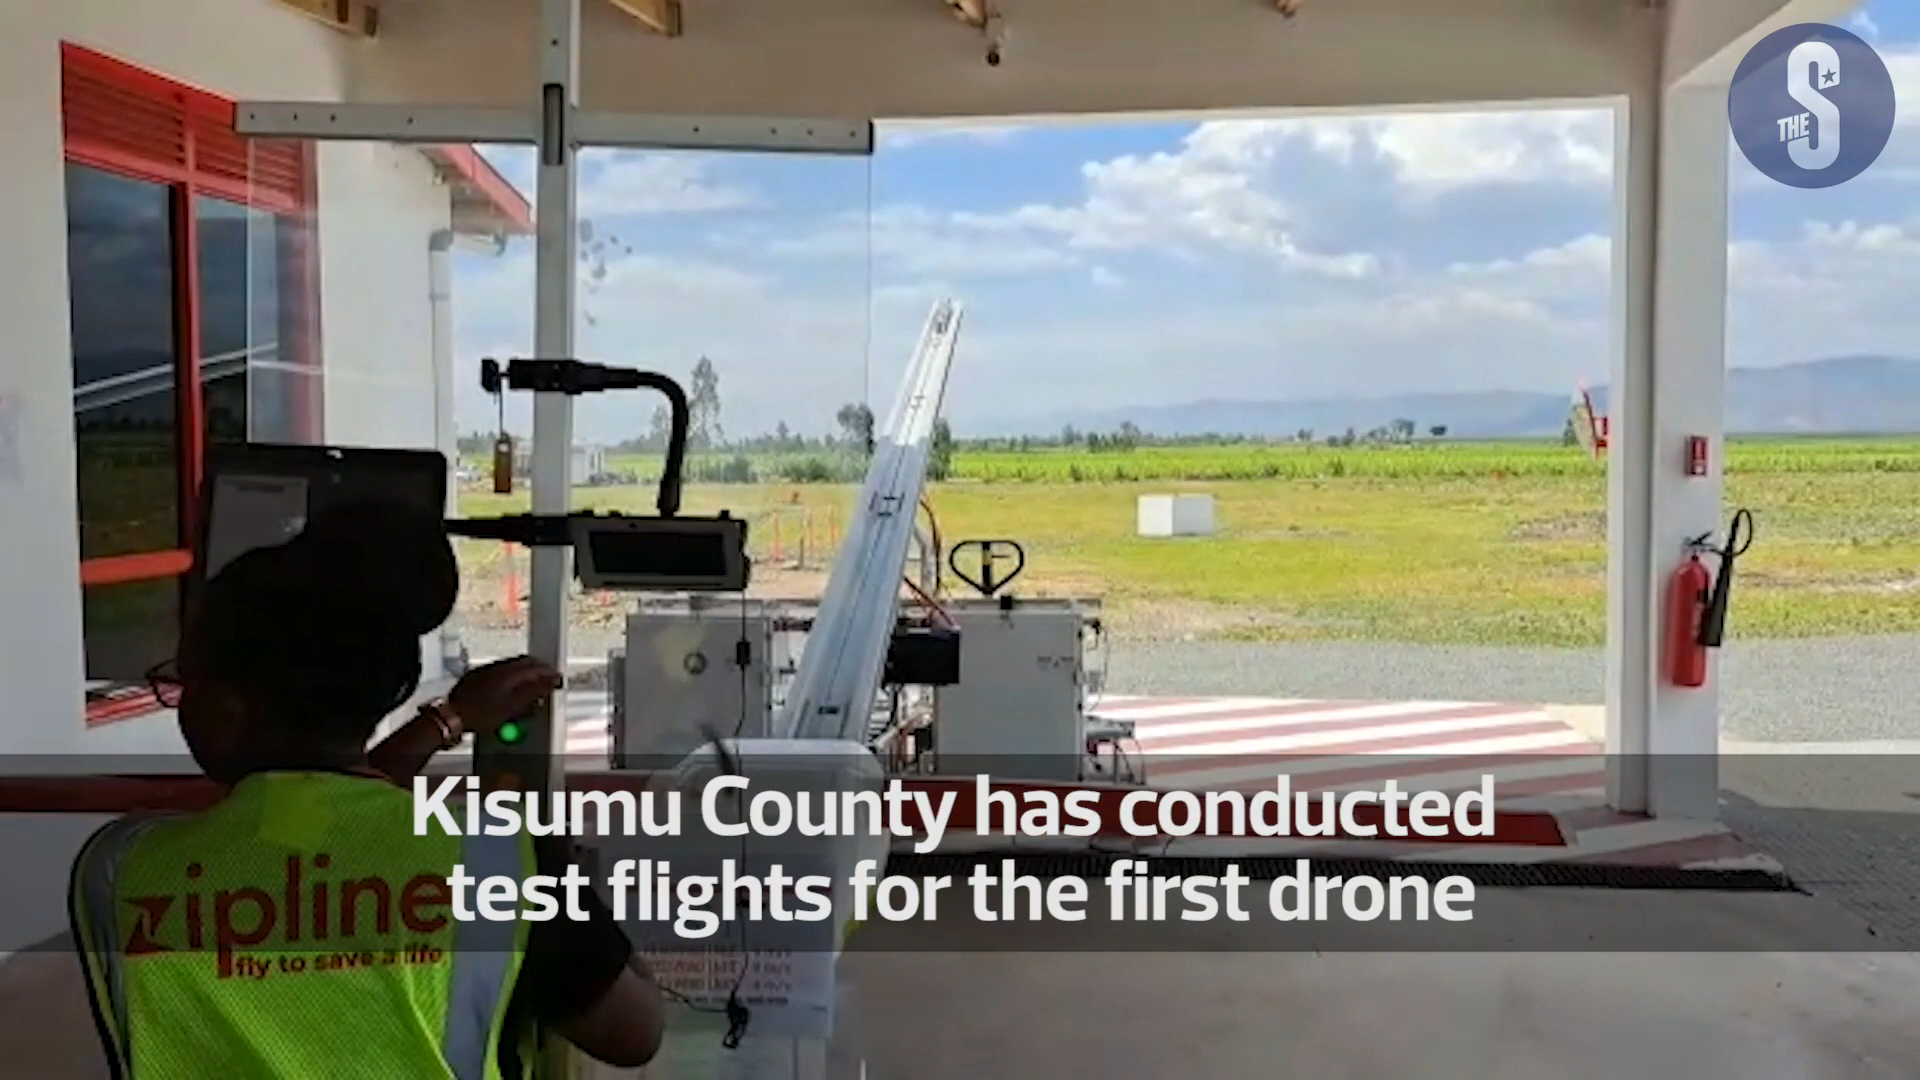 THE S
Kisumu County has conducted
test flights for the first drone
zipline
fly to save a life